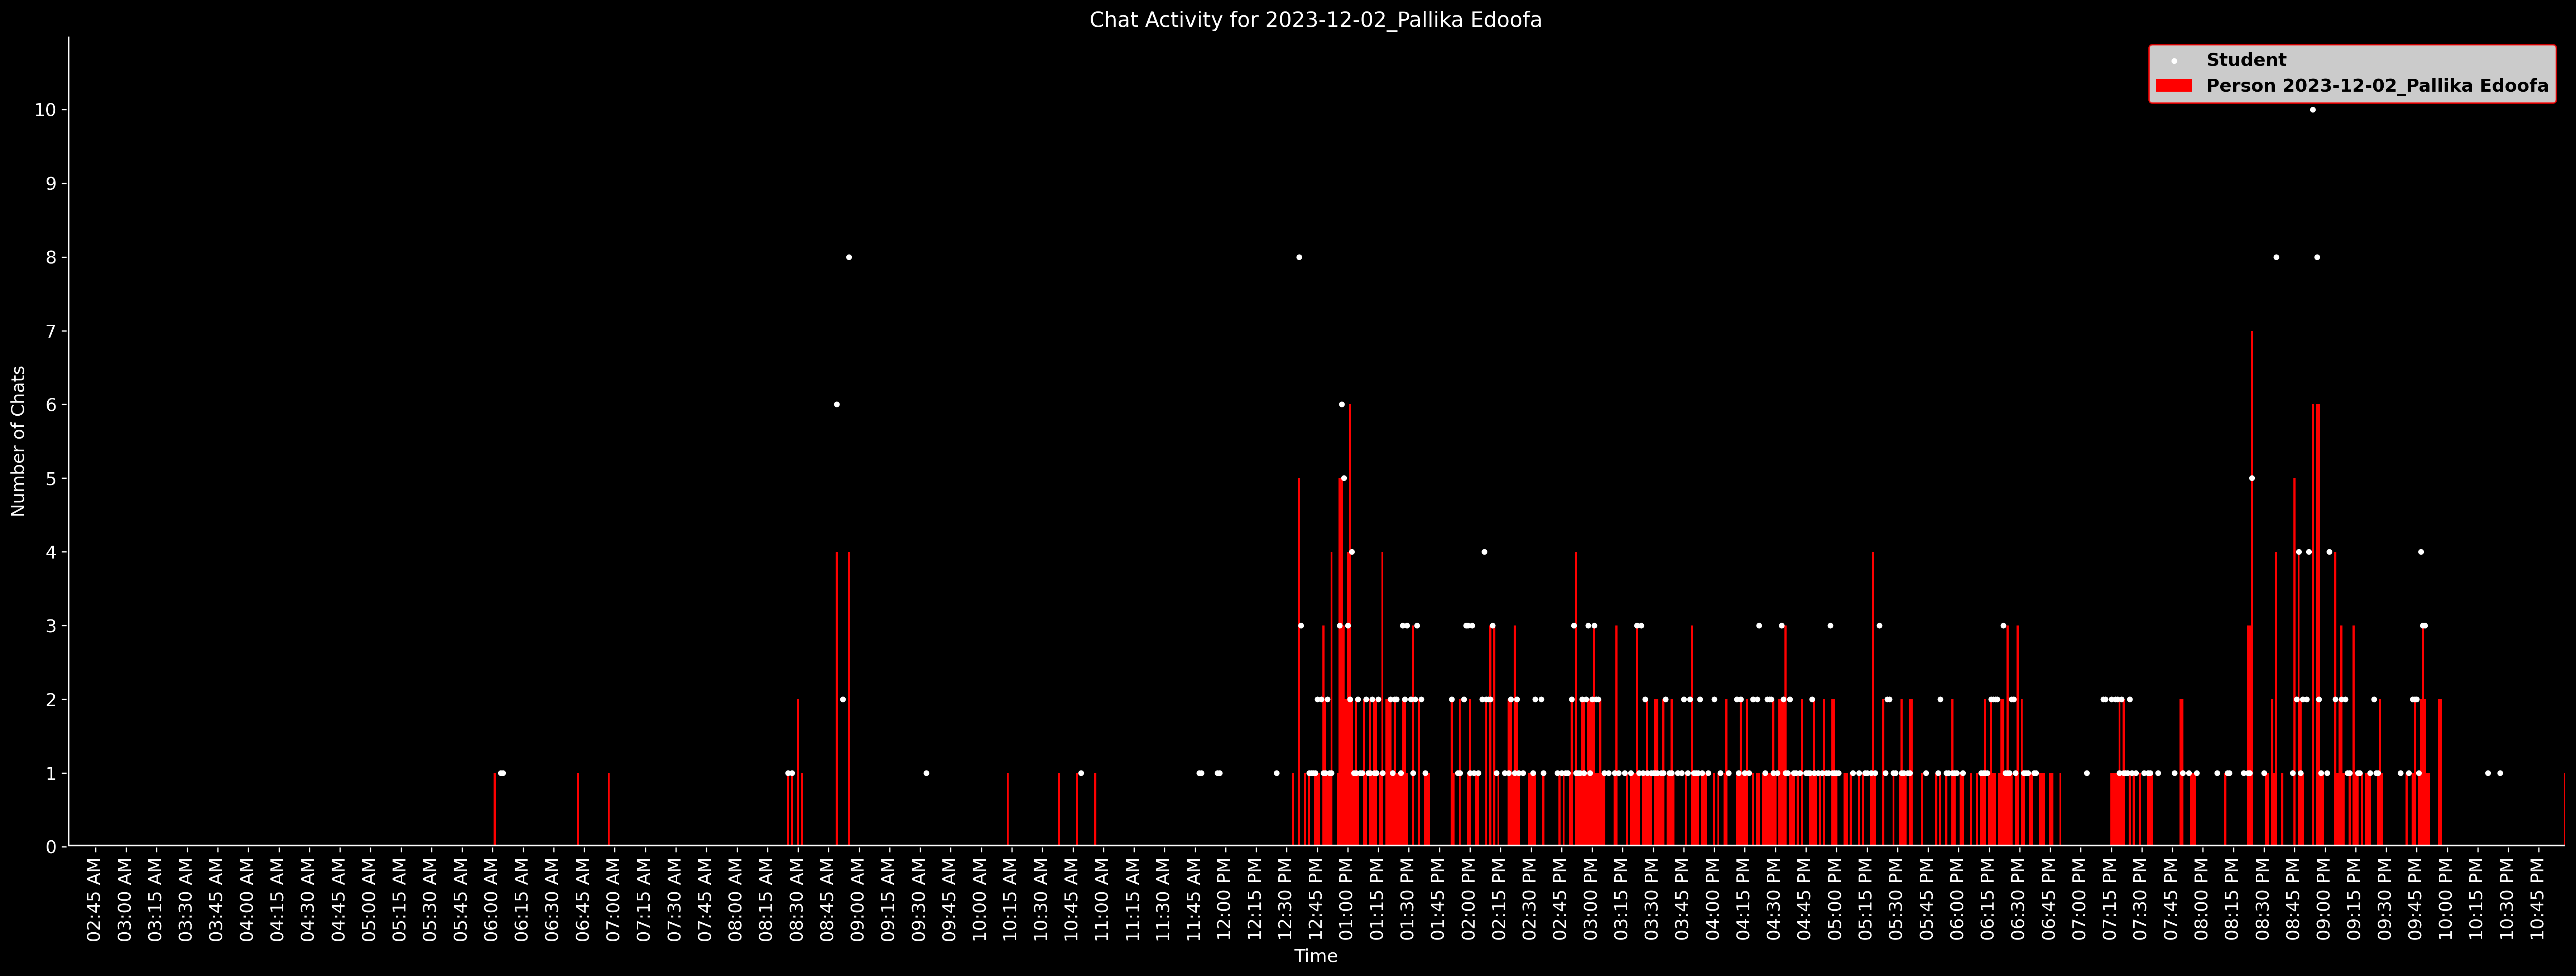 Chat Activity for 2023-12-02_Pallika Edoofa
Student
Person 2023-12-02_Pallika Edoofa
Number of Chats
10
9
8
7
6
5
4
3
2
1
0
02:45 AM
03:00 AM
03:15 AM
03:30 AM
03:45 AM
04:00 AM
04:15 AM
04:30 AM
04:45 AM
05:00 AM
05:15 AM
05:30 AM
05:45 AM
06:00 AM
06:15 AM
06:30 AM
06:45 AM
07:00 AM
07:15 AM
07:30 AM
07:45 AM
08:00 AM
08:15 AM
08:30 AM
08:45 AM
09:00 AM
09:15 AM
09:30 AM
09:45 AM
10:00 AM
10:15 AM
10:30 AM
10:45 AM
11:00 AM
11:15 AM
11:30 AM
11:45 AM
12:00 PM
12:15 PM
12:30 PM
12:45 PM
01:00 PM
01:15 PM
01:30 PM
01:45 PM
02:00 PM
02:15 PM
02:30 PM
02:45 PM
03:00 PM
03:15 PM
03:30 PM
03:45 PM
04:00 PM
04:15 PM
04:30 PM
04:45 PM
05:00 PM
05:15 PM
05:30 PM
05:45 PM
06:00 PM
06:15 PM
06:30 PM
06:45 PM
07:00 PM
07:15 PM
07:30 PM
07:45 PM
08:00 PM
08:15 PM
08:30 PM
08:45 PM
09:00 PM
09:15 PM
09:30 PM
09:45 PM
10:00 PM
10:15 PM
10:30 PM
10:45 PM
Time